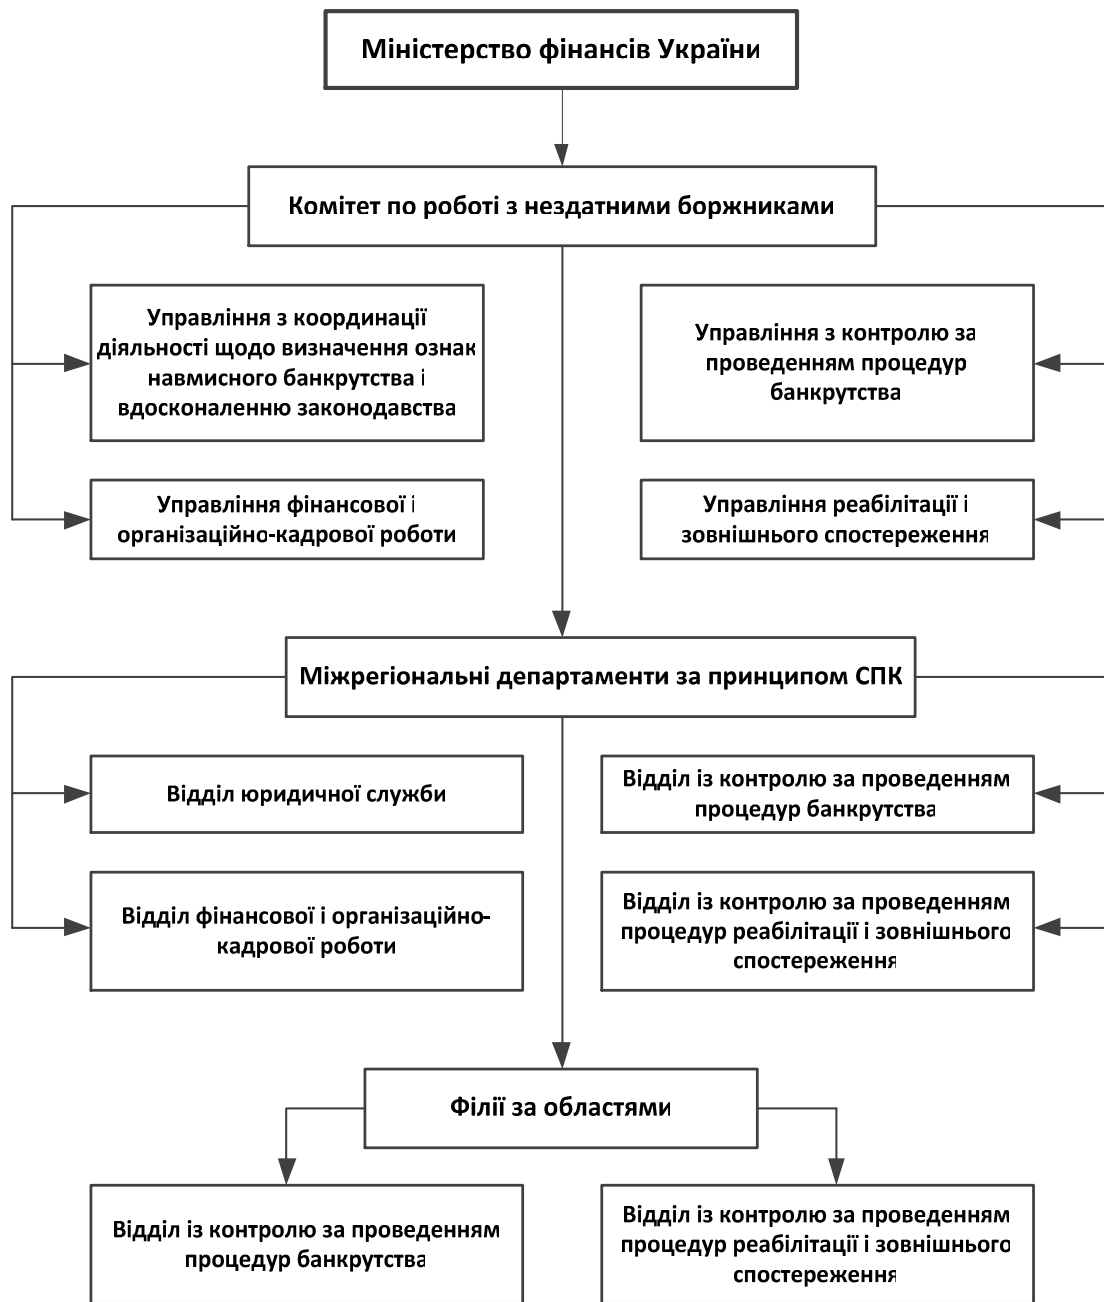 Міністерство фінансів України
Комітет по роботі з нездатними боржниками
Управління з координації
діяльності щодо визначення ознак
навмисного банкрутства і
вдосконаленню законодавства
Управління з контролю за
проведенням процедур
банкрутства
Управління фінансової і
організаційно-кадрової роботи
Управління реабілітації і
зовнішнього спостереження
Міжрегіональні департаменти за принципом СПК
Відділ юридичної служби
Відділ із контролю за проведенням
процедур банкрутства
Відділ фінансової і організаційно-
кадрової роботи
Відділ із контролю за проведенням
процедур реабілітації і зовнішнього
спостереження
Філії за областями
Відділ із контролю за проведенням
процедур банкрутства
Відділ із контролю за проведенням
процедур реабілітації і зовнішнього
спостереження